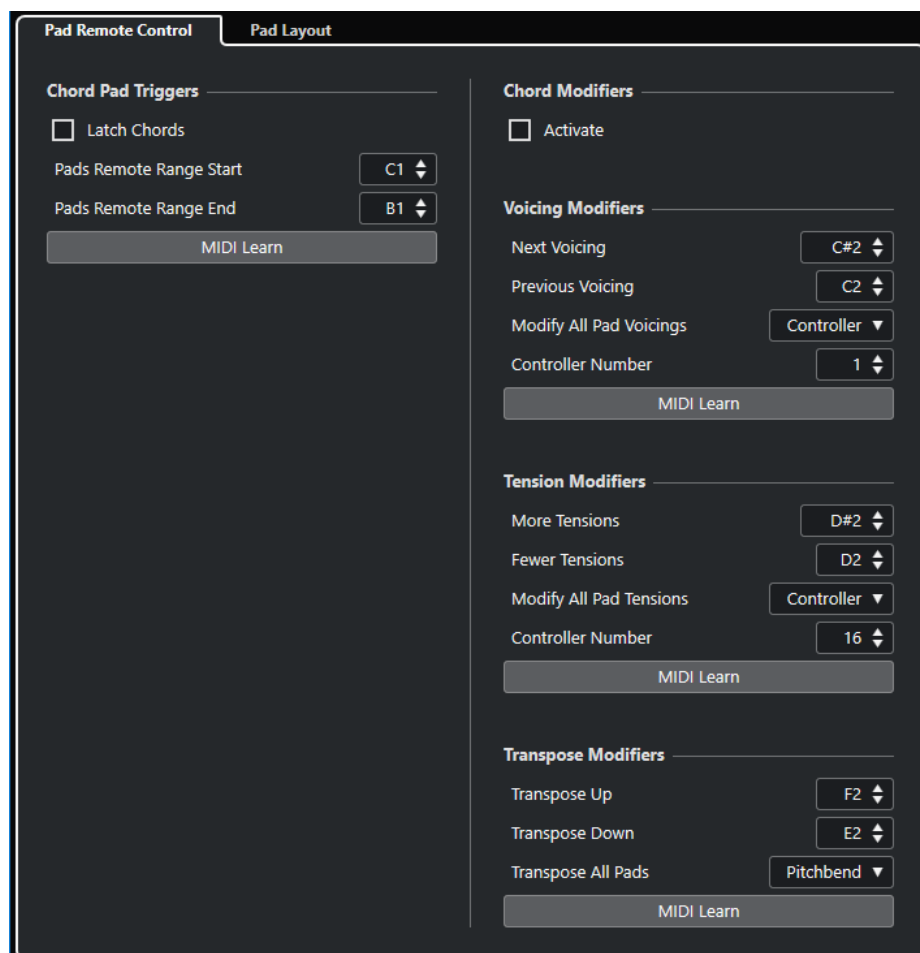 Pad Remote Control
Pad Layout
Chord Pad Triggers
Latch Chords
Pads Remote Range Start C1
Pads Remote Range End B1
MIDI Learn
Chord Modifiers
Activate
Voicing Modifiers
Next Voicing C#2
Previous Voicing C2
Modify All Pad Voicings Controller
Controller Number 1
MIDI Learn
Tension Modifiers
More Tensions D#2
Fewer Tensions D2
Modify All Pad Tensions Controller
Controller Number 16
MIDI Learn
Transpose Modifiers
Transpose Up F2
Transpose Down E2
Transpose All Pads Pitchbend
MIDI Learn